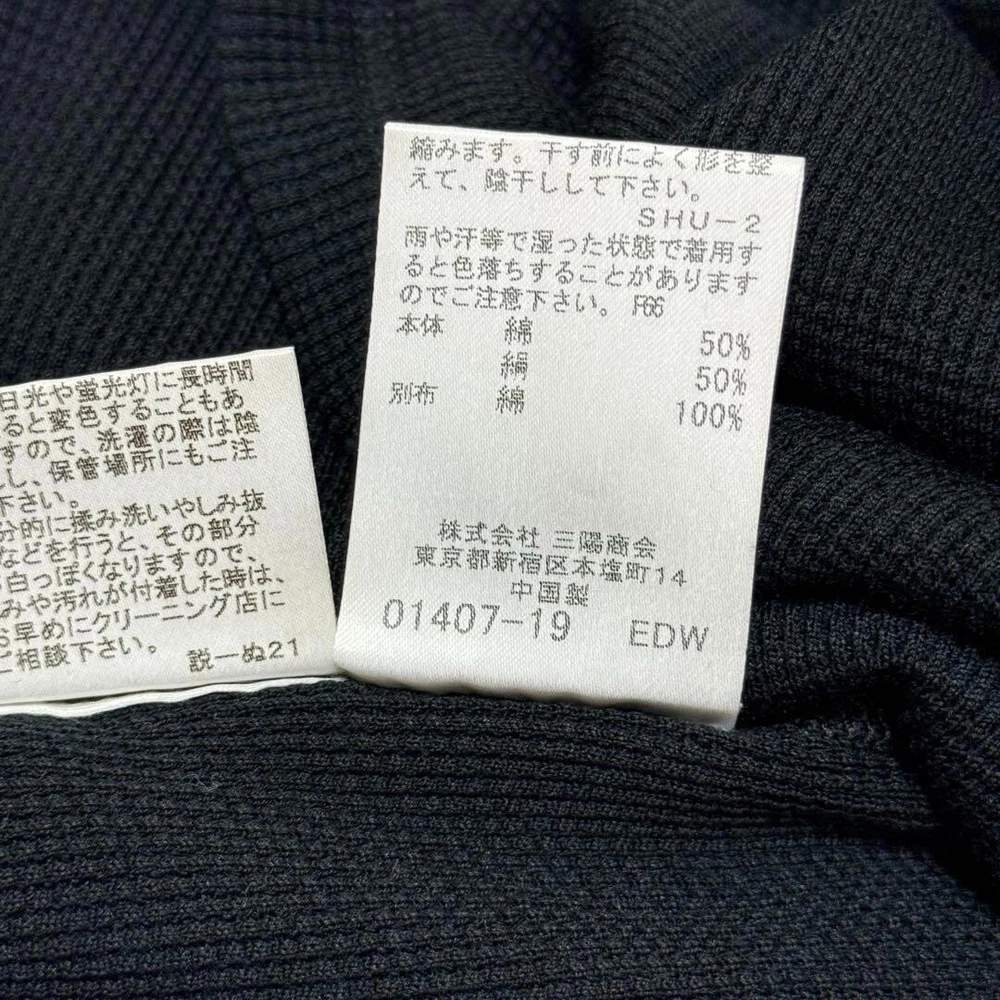 縮みます。干す前によく形を整
えて、陰干しして下さい。
SHU-2
雨や汗等で湿った状態で着用す
ると色落ちすることがあります
のでご注意下さい。 F66
本体 綿 50%
絹 50%
別布 綿 100%
株式会社 三陽商会
東京都新宿区本塩町14
中国製
01407-19 EDW
日光や蛍光灯に長時間
ると変色することもあ
すので、洗濯の際は陰
し、保管場所にもご注
下さい。
分的に揉み洗いやしみ抜
などを行うと、その部分
白っぽくなりますので、
みや汚れが付着した時は、
早めにクリーニング店に
ご相談下さい。
説ーぬ21